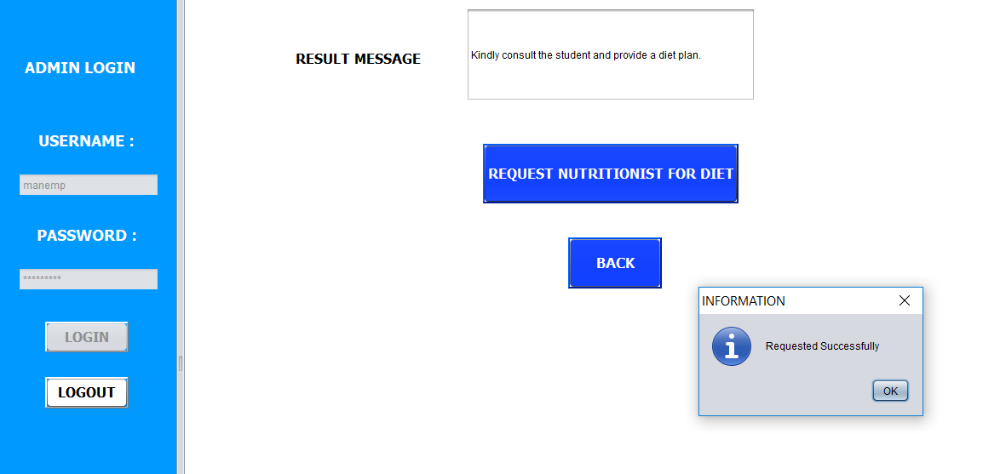 ADMIN LOGIN
USERNAME :
manemp
PASSWORD :
*********
LOGIN
LOGOUT
RESULT MESSAGE
Kindly consult the student and provide a diet plan.
REQUEST NUTRITIONIST FOR DIET
BACK
INFORMATION
Requested Successfully
OK